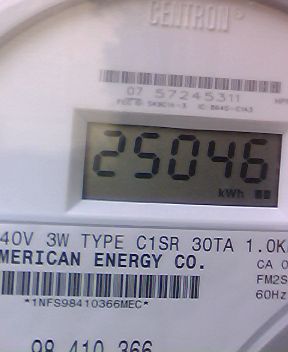 CENTRON®
07 57245311
25046
kWh
40V 3W TYPE C1SR 30TA 1.0K
MERICAN ENERGY CO.
CA 0
FM2S
*1NFS98410366MEC*
60Hz
98 410 366